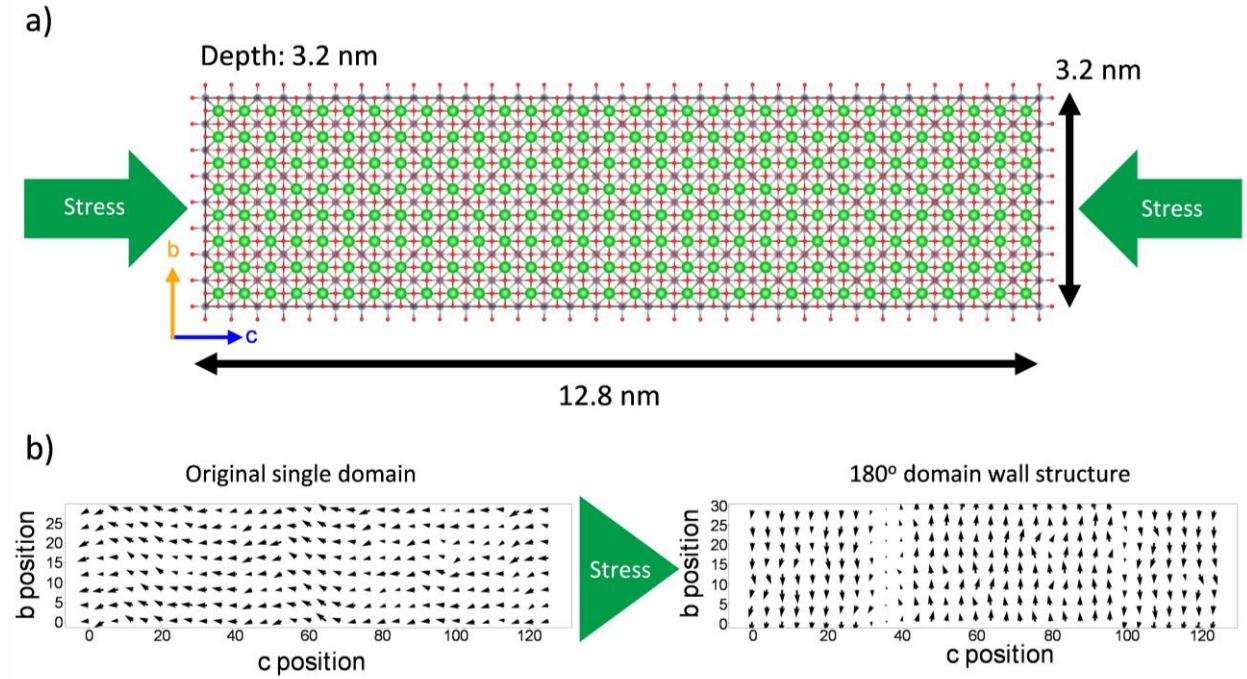 a)
Depth: 3.2 nm
3.2 nm
Stress
Stress
b
c
12.8 nm
b)
Original single domain
180° domain wall structure
b position
25
20
15
10
5
0
0 20 40 60 80 100 120
c position
Stress
b position
30
25
20
15
10
5
0
0 20 40 60 80 100 120
c position